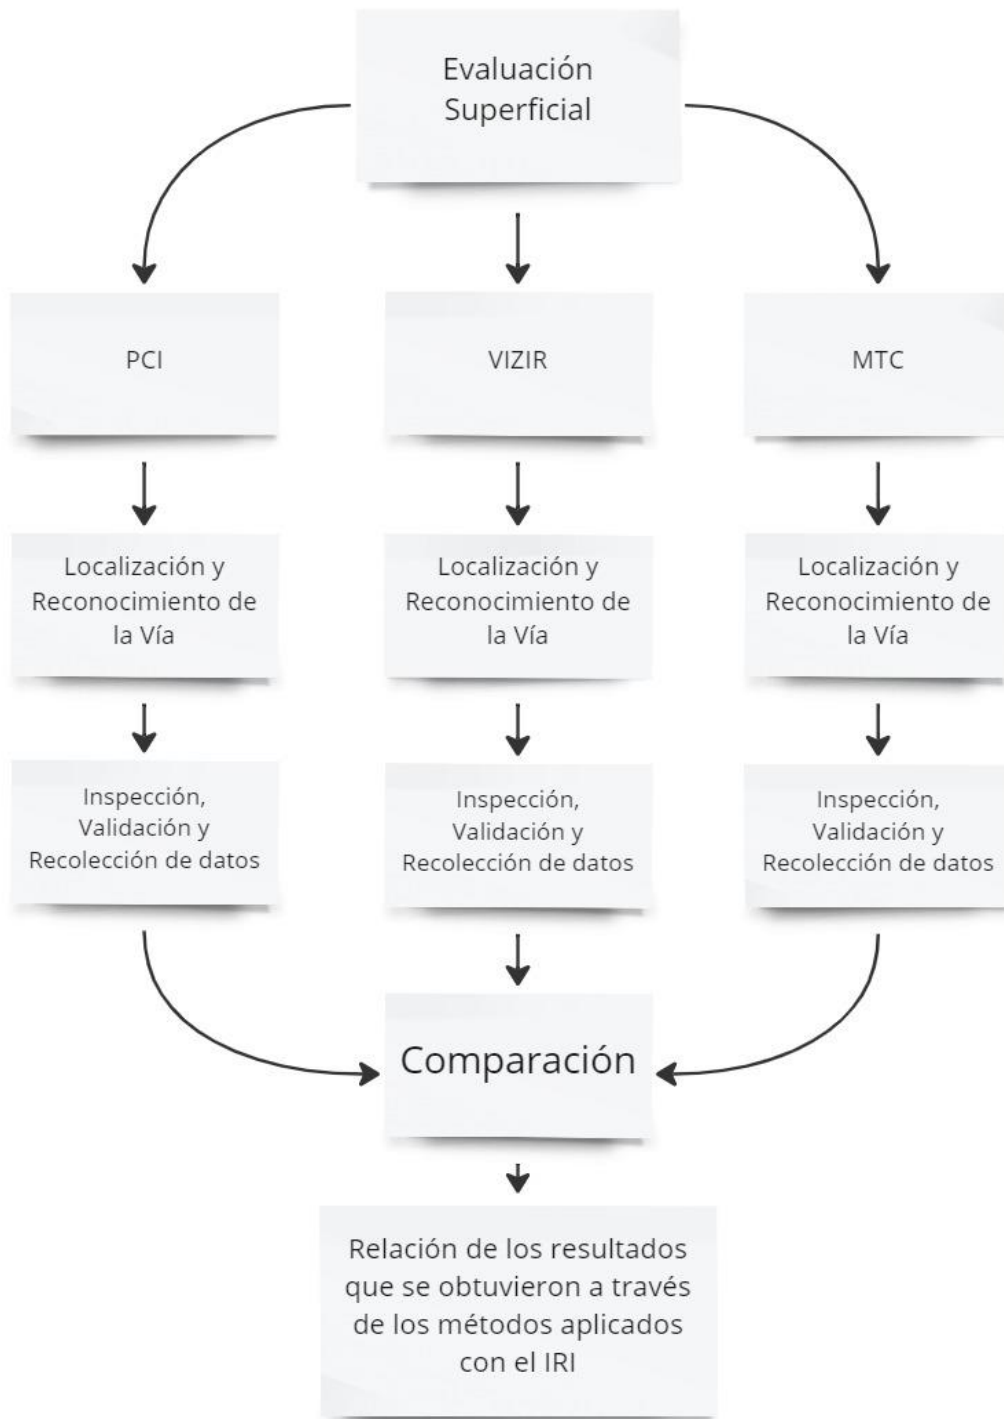 Evaluación
Superficial
PCI
VIZIR
MTC
Localización y
Reconocimiento de
la Vía
Localización y
Reconocimiento de
la Vía
Localización y
Reconocimiento de
la Vía
Inspección,
Validación y
Recolección de datos
Inspección,
Validación y
Recolección de datos
Inspección,
Validación y
Recolección de datos
Comparación
Relación de los resultados
que se obtuvieron a través
de los métodos aplicados
con el IRI